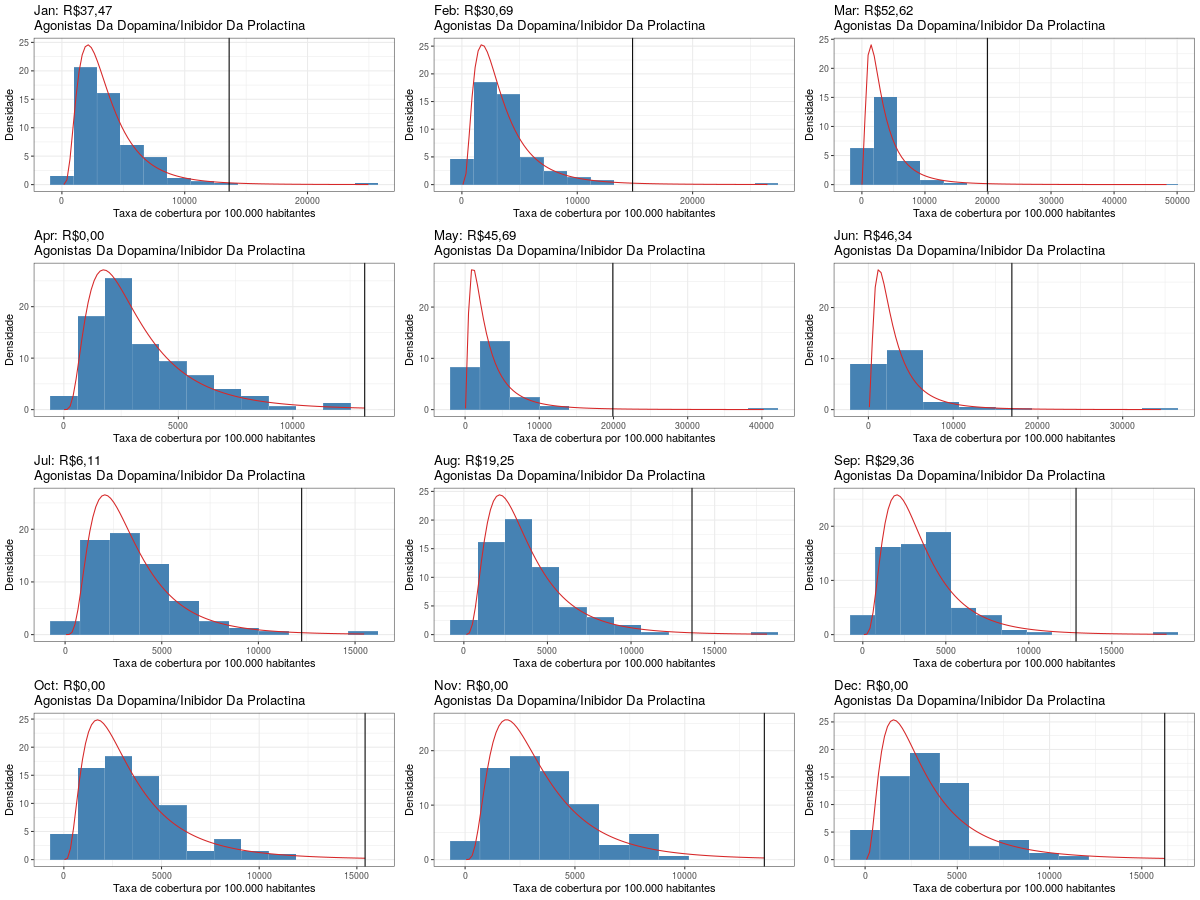 Jan: R$37,47
Agonistas Da Dopamina/Inibidor Da Prolactina
25
20
15
10
5
0
Densidade
0 10000 20000
Taxa de cobertura por 100.000 habitantes
Feb: R$30,69
Agonistas Da Dopamina/Inibidor Da Prolactina
25
20
15
10
5
0
Densidade
0 10000 20000
Taxa de cobertura por 100.000 habitantes
Mar: R$52,62
Agonistas Da Dopamina/Inibidor Da Prolactina
25
20
15
10
5
0
Densidade
0 10000 20000 30000 40000 50000
Taxa de cobertura por 100.000 habitantes
Apr: R$0,00
Agonistas Da Dopamina/Inibidor Da Prolactina
20
10
0
Densidade
0 5000 10000
Taxa de cobertura por 100.000 habitantes
May: R$45,69
Agonistas Da Dopamina/Inibidor Da Prolactina
20
10
0
Densidade
0 10000 20000 30000 40000
Taxa de cobertura por 100.000 habitantes
Jun: R$46,34
Agonistas Da Dopamina/Inibidor Da Prolactina
20
10
0
Densidade
0 10000 20000 30000
Taxa de cobertura por 100.000 habitantes
Jul: R$6,11
Agonistas Da Dopamina/Inibidor Da Prolactina
20
10
0
Densidade
0 5000 10000 15000
Taxa de cobertura por 100.000 habitantes
Aug: R$19,25
Agonistas Da Dopamina/Inibidor Da Prolactina
25
20
15
10
5
0
Densidade
0 5000 10000 15000
Taxa de cobertura por 100.000 habitantes
Sep: R$29,36
Agonistas Da Dopamina/Inibidor Da Prolactina
20
10
0
Densidade
0 5000 10000 15000
Taxa de cobertura por 100.000 habitantes
Oct: R$0,00
Agonistas Da Dopamina/Inibidor Da Prolactina
25
20
15
10
5
0
Densidade
0 5000 10000 15000
Taxa de cobertura por 100.000 habitantes
Nov: R$0,00
Agonistas Da Dopamina/Inibidor Da Prolactina
20
10
0
Densidade
0 5000 10000
Taxa de cobertura por 100.000 habitantes
Dec: R$0,00
Agonistas Da Dopamina/Inibidor Da Prolactina
25
20
15
10
5
0
Densidade
0 5000 10000 15000
Taxa de cobertura por 100.000 habitantes